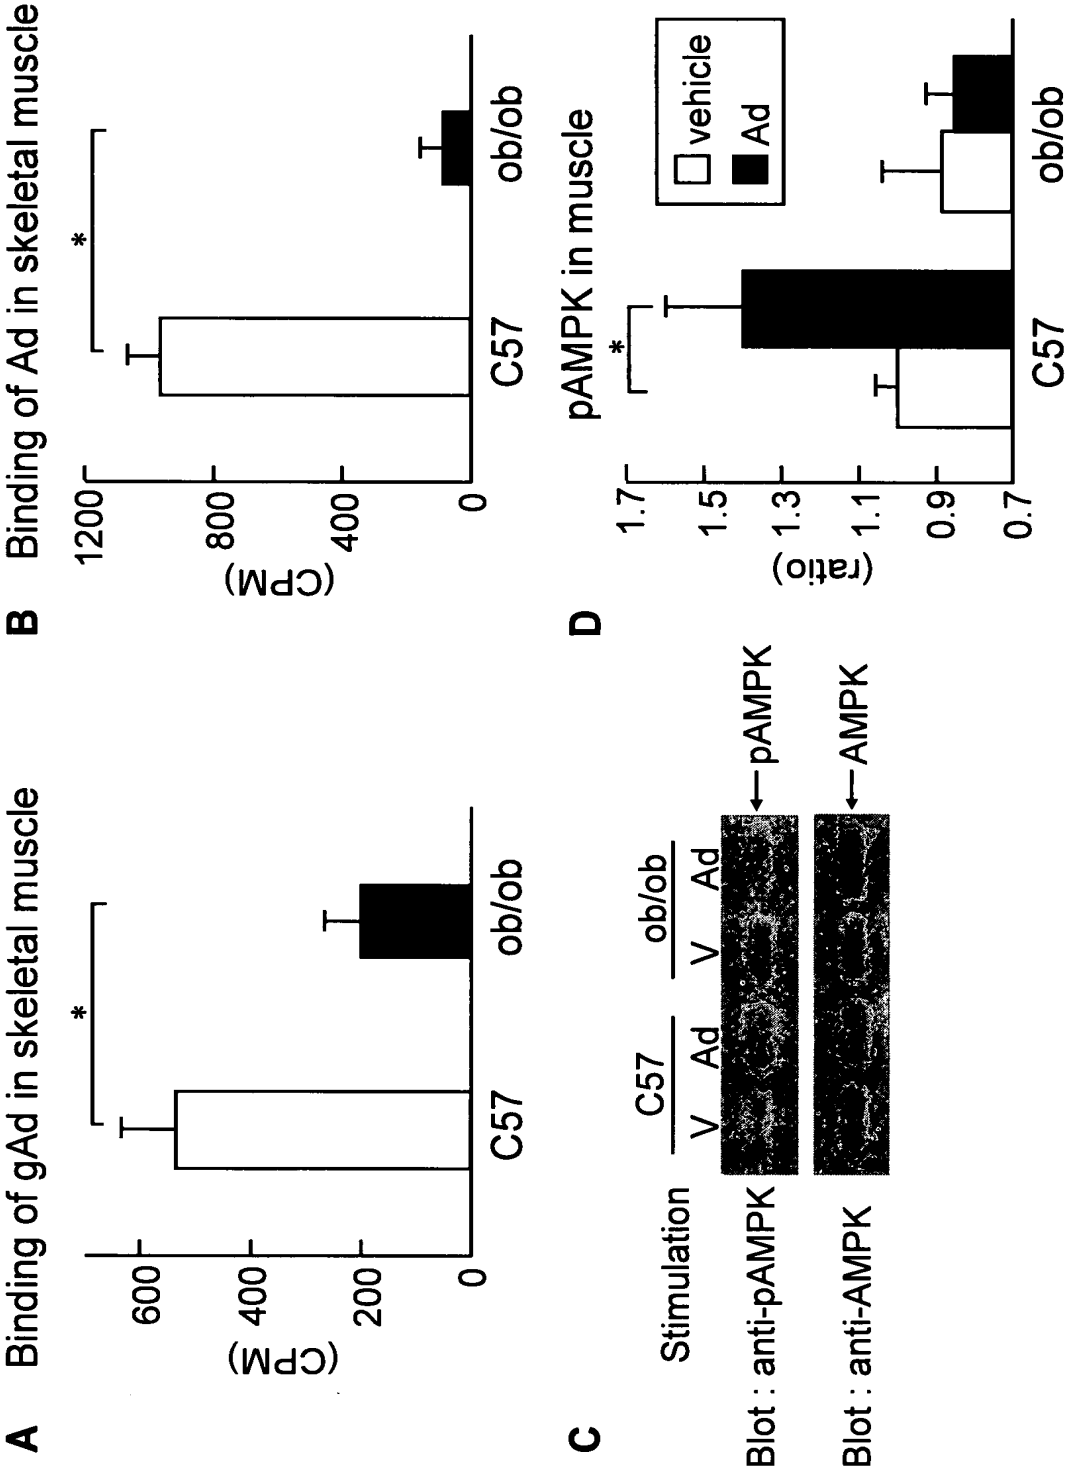 A Binding of gAd in skeletal muscle
(CPM)
600
400
200
0
*
C57 ob/ob
B Binding of Ad in skeletal muscle
(CPM)
1200
800
400
0
*
C57 ob/ob
C
C57 ob/ob
Stimulation V Ad V Ad
Blot : anti-pAMPK pAMPK
Blot : anti-AMPK AMPK
D pAMPK in muscle
(ratio)
1.7
1.5
1.3
1.1
0.9
0.7
*
vehicle
Ad
C57 ob/ob